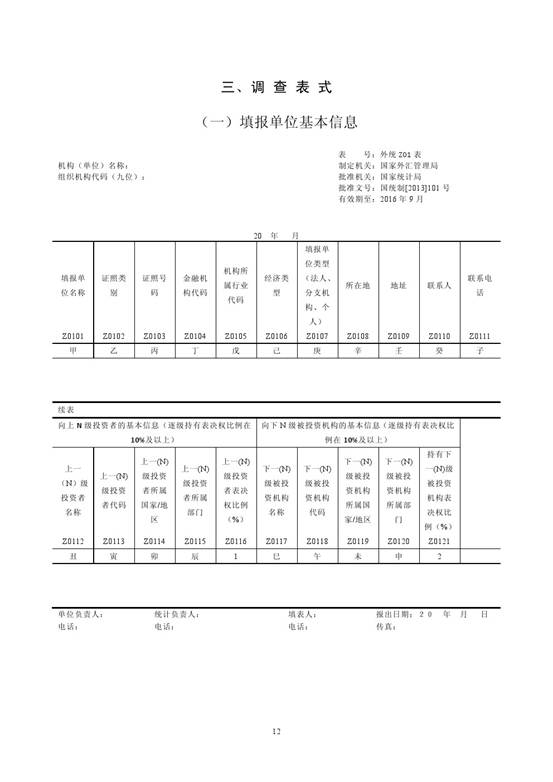 三、调 查 表 式
（一）填报单位基本信息
表　　号：外统 Z01 表
机构（单位）名称：
制定机关：国家外汇管理局
组织机构代码（九位）：
批准机关：国家统计局
批准文号：国统制[2013]101 号
有效期至：2016 年 9 月
20　年　月
填报单位名称
证照类别
证照号码
金融机构代码
机构所属行业代码
经济类型
填报单位类型（法人、分支机构、个人）
所在地
地址
联系人
联系电话
Z0101 Z0102 Z0103 Z0104 Z0105 Z0106 Z0107 Z0108 Z0109 Z0110 Z0111
甲 乙 丙 丁 戊 己 庚 辛 壬 癸 子
续表
向上 N 级投资者的基本信息（逐级持有表决权比例在 10%及以上）
向下 N 级被投资机构的基本信息（逐级持有表决权比例在 10%及以上）
上一（N）级投资者名称
上一(N)级投资者代码
上一(N)级投资者所属国家/地区
上一(N)级投资者所属部门
上一(N)级投资者表决权比例（%）
下一(N)级被投资机构名称
下一(N)级被投资机构代码
下一(N)级被投资机构所属国家/地区
下一(N)级被投资机构所属部门
持有下一(N)级被投资机构表决权比例（%）
Z0112 Z0113 Z0114 Z0115 Z0116 Z0117 Z0118 Z0119 Z0120 Z0121
丑 寅 卯 辰 1 巳 午 未 申 2
单位负责人： 统计负责人： 填表人： 报出日期：２０　年　月　日
电话： 电话： 电话： 传真：
12